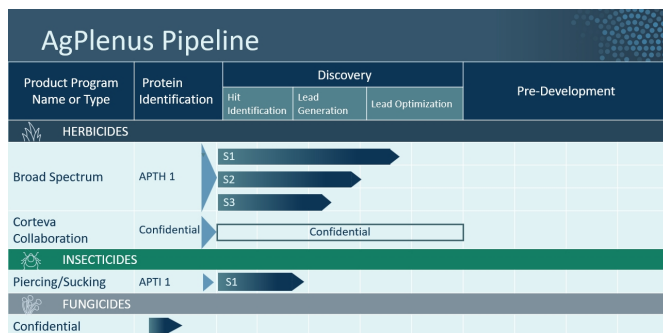 AgPlenus Pipeline
Product Program
Name or Type
Protein
Identification
Discovery
Hit
Identification
Lead
Generation
Lead Optimization
Pre-Development
HERBICIDES
Broad Spectrum
APTH 1
S1
S2
S3
Corteva
Collaboration
Confidential
Confidential
INSECTICIDES
Piercing/Sucking
APTI 1
S1
FUNGICIDES
Confidential